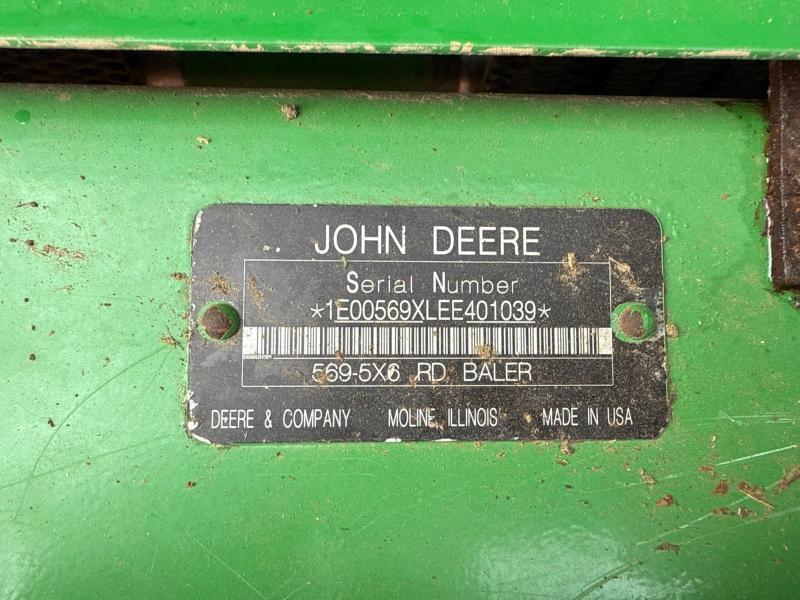 JOHN DEERE
Serial Number
*1E00569XLEE401039*
569-5X6 RD BALER
DEERE & COMPANY MOLINE ILLINOIS MADE IN USA